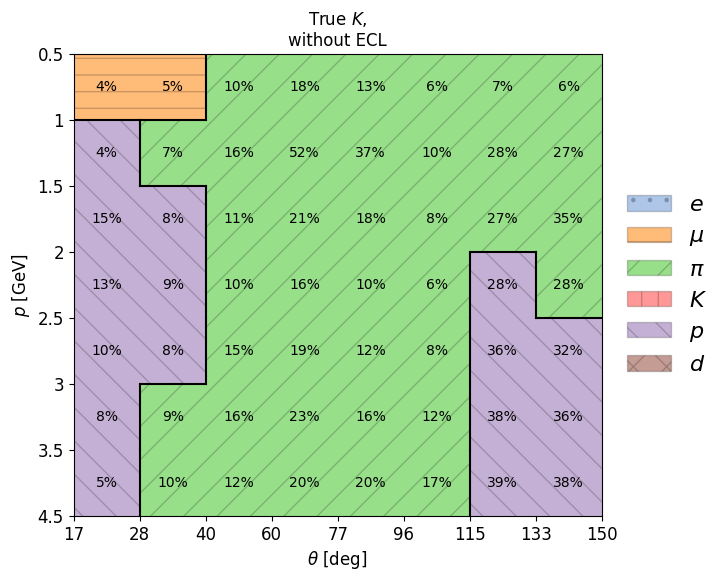 True K,
without ECL
0.5
4% 5% 10% 18% 13% 6% 7% 6%
1
4% 7% 16% 52% 37% 10% 28% 27%
1.5
15% 8% 11% 21% 18% 8% 27% 35%
2
13% 9% 10% 16% 10% 6% 28% 28%
2.5
10% 8% 15% 19% 12% 8% 36% 32%
3
8% 9% 16% 23% 16% 12% 38% 36%
3.5
5% 10% 12% 20% 20% 17% 39% 38%
4.5
p [GeV]
17 28 40 60 77 96 115 133 150
θ [deg]
e
μ
π
K
p
d